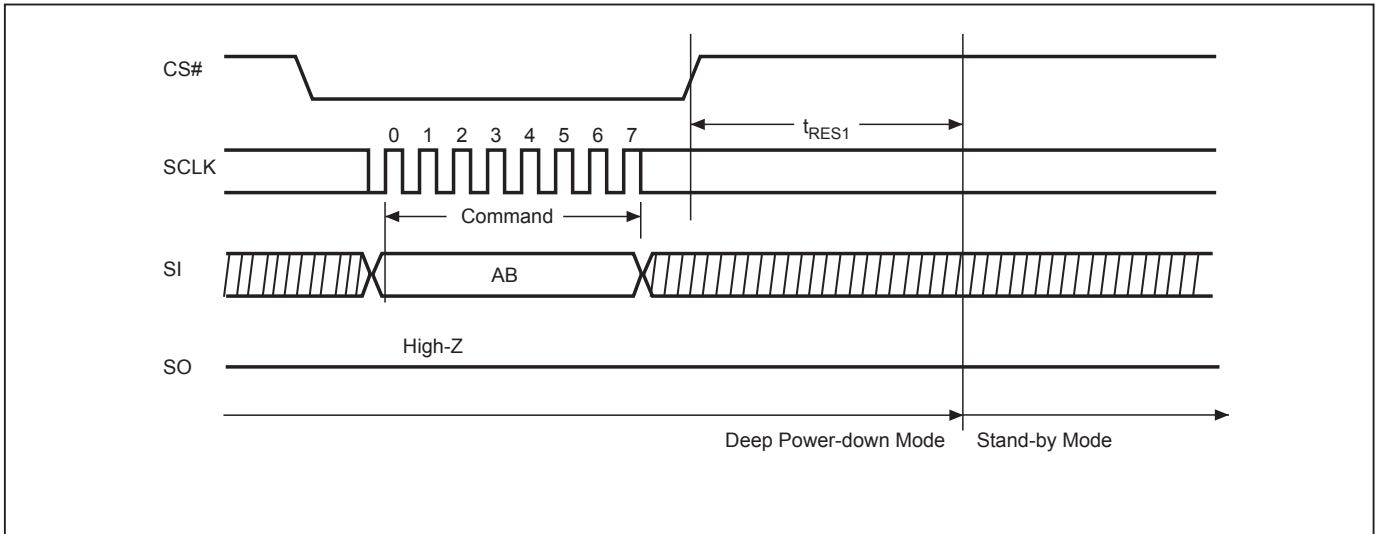 CS#
tRES1
0 1 2 3 4 5 6 7
SCLK
Command
SI
AB
High-Z
SO
Deep Power-down Mode Stand-by Mode